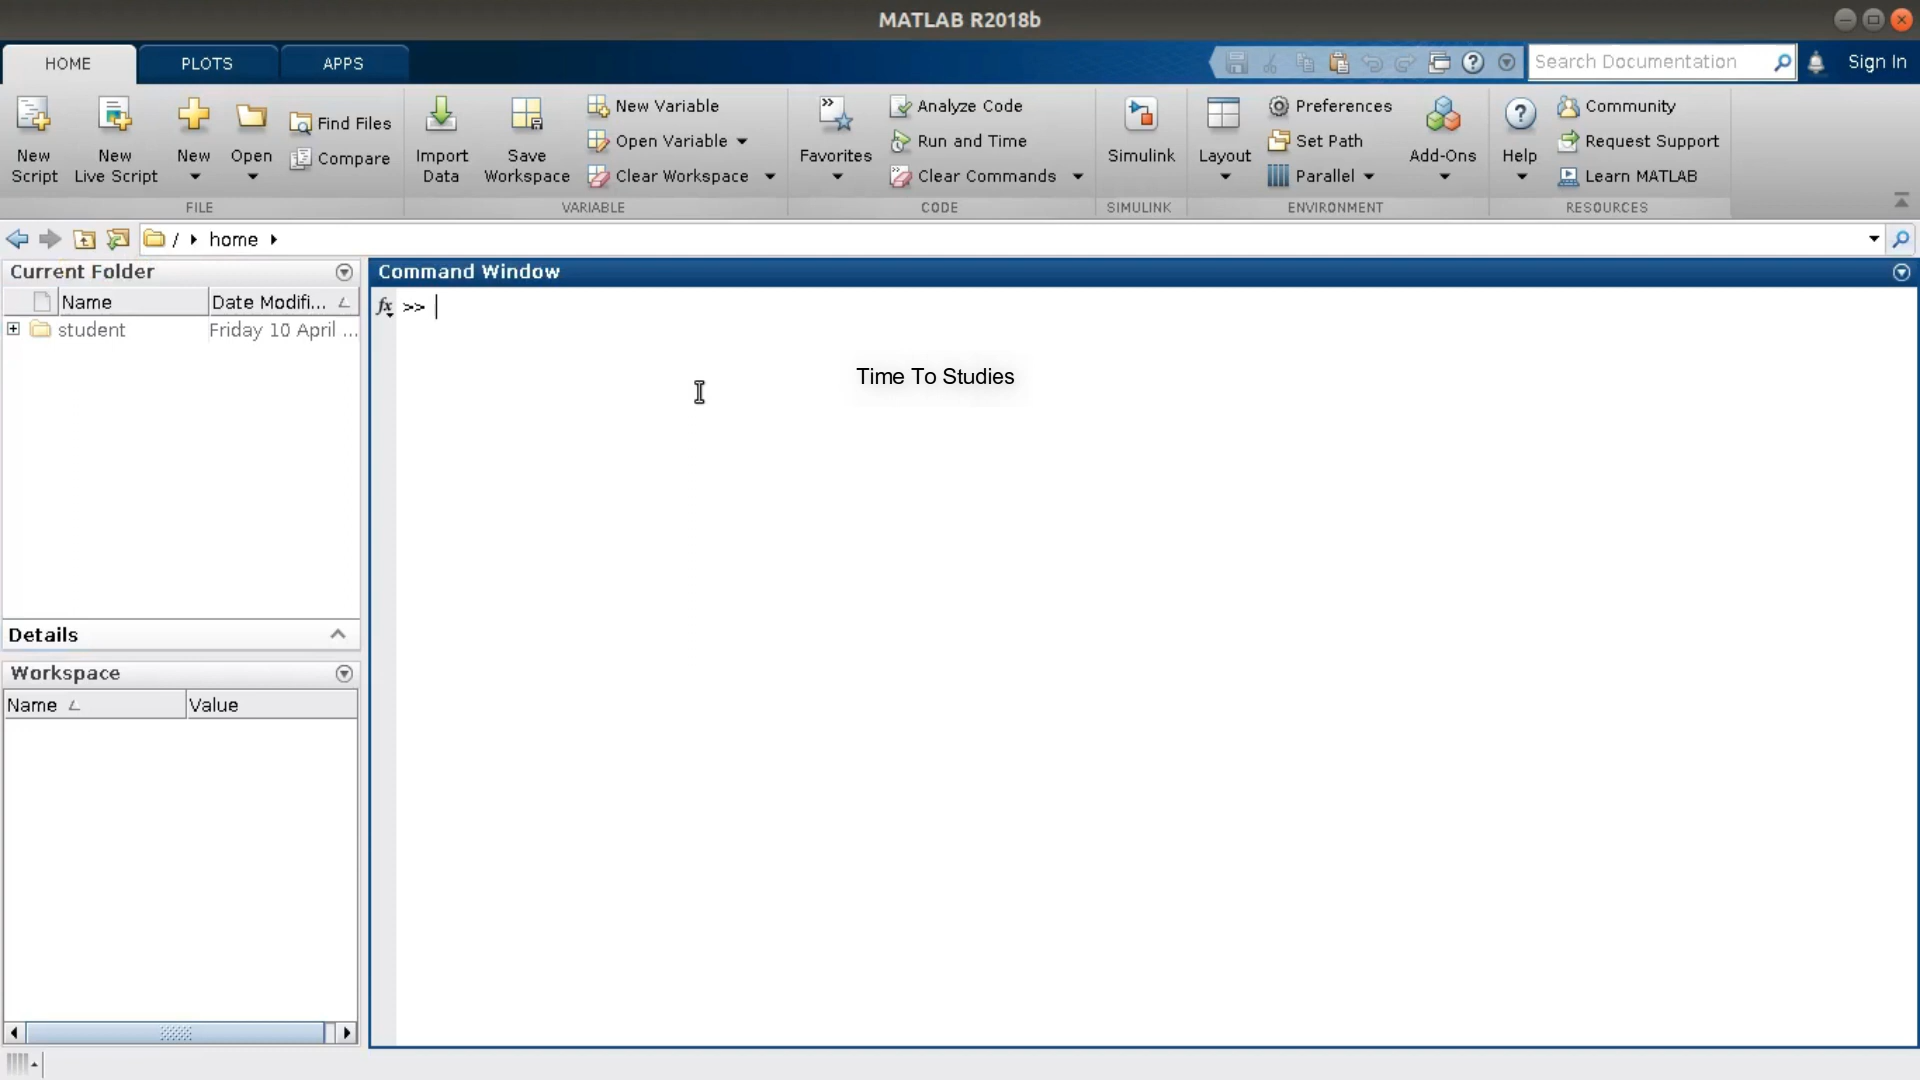 MATLAB R2018b
HOME PLOTS APPS Search Documentation Sign In
New Script New Live Script New Open Find Files Compare
Import Data Save Workspace New Variable Open Variable Clear Workspace
Favorites Analyze Code Run and Time Clear Commands
Simulink
Layout Preferences Set Path Parallel Add-Ons
Help Community Request Support Learn MATLAB
FILE VARIABLE CODE SIMULINK ENVIRONMENT RESOURCES
/ home
Current Folder
Name Date Modifi...
student Friday 10 April ...
Details
Workspace
Name Value
Command Window
fx >>
Time To Studies